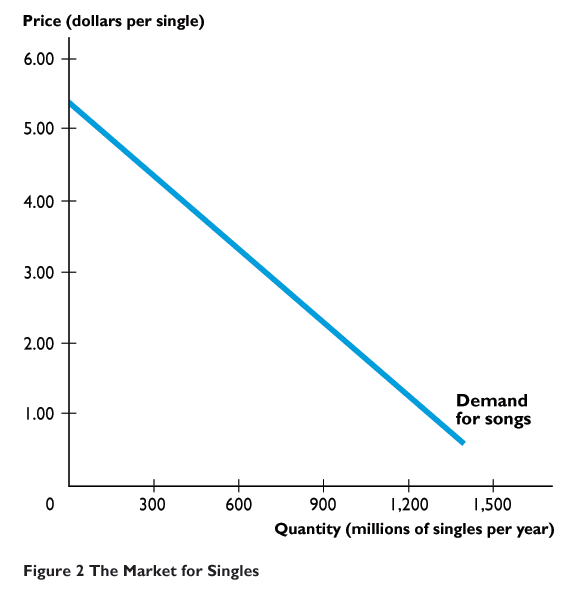 Price (dollars per single)
6.00
5.00
4.00
3.00
2.00
1.00
Demand
for songs
0
300
600
900
1,200
1,500
Quantity (millions of singles per year)
Figure 2 The Market for Singles